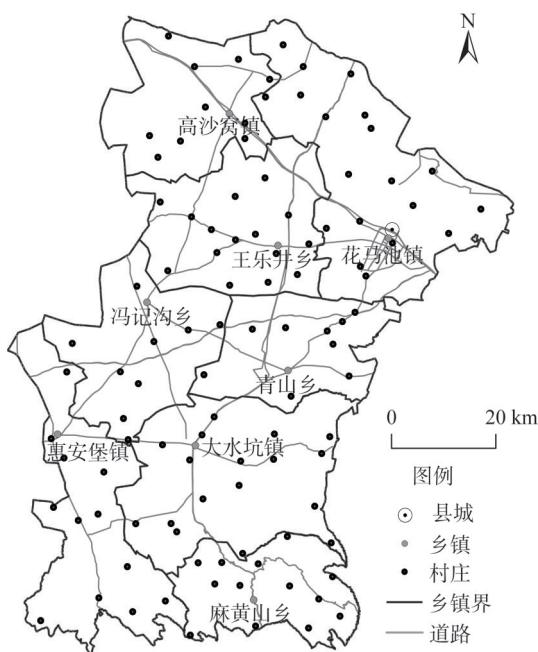 N
高沙窝镇
王乐井乡
花马池镇
冯记沟乡
青山乡
惠安堡镇
大水坑镇
麻黄山乡
0 20 km
图例
县城
乡镇
村庄
乡镇界
道路